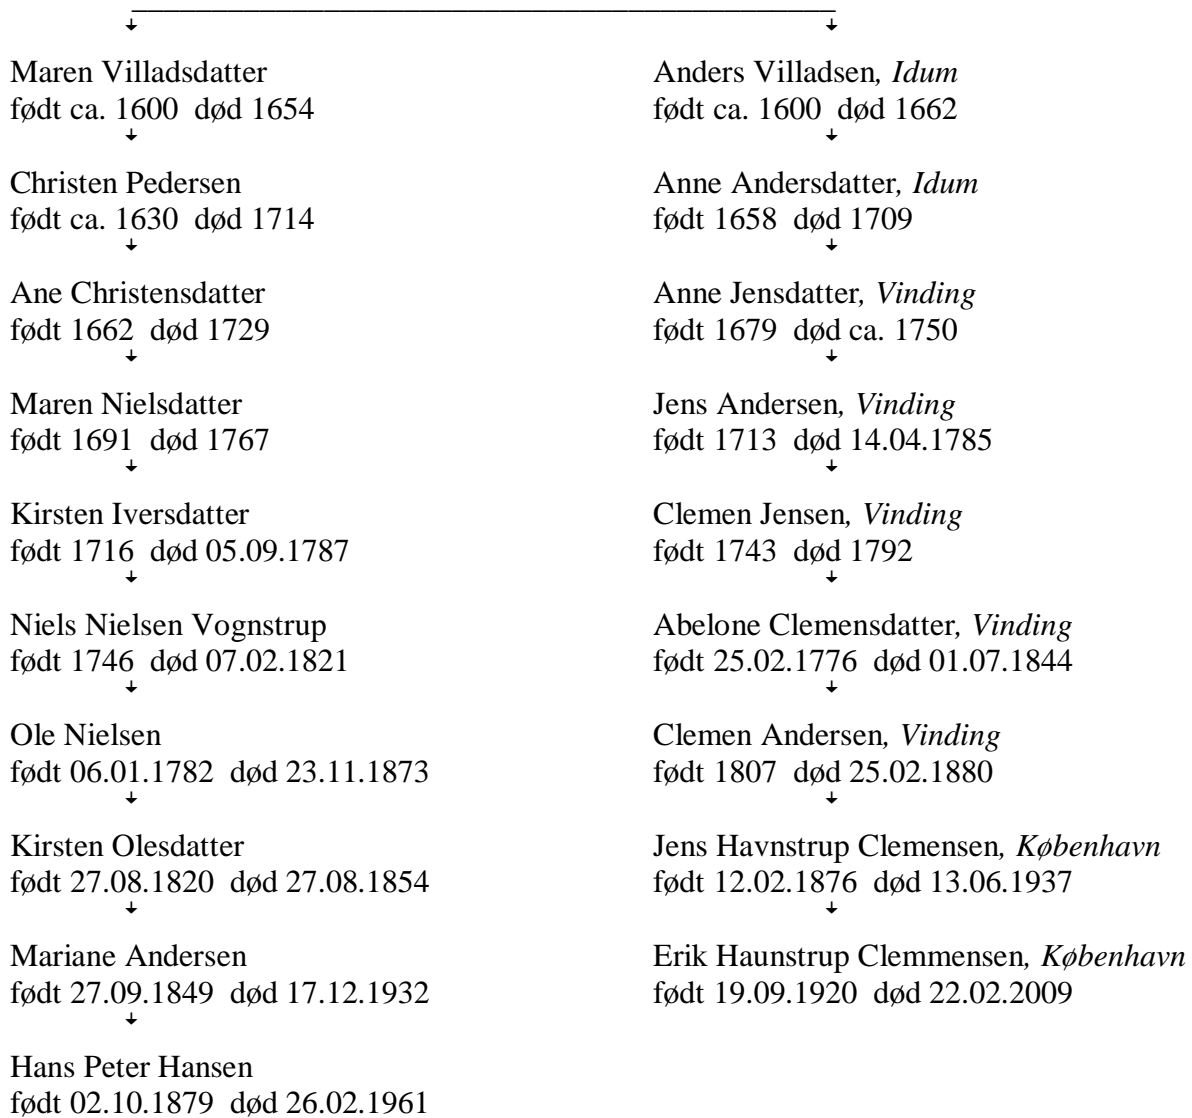 Maren Villadsdatter
født ca. 1600 død 1654
Christen Pedersen
født ca. 1630 død 1714
Ane Christensdatter
født 1662 død 1729
Maren Nielsdatter
født 1691 død 1767
Kirsten Iversdatter
født 1716 død 05.09.1787
Niels Nielsen Vognstrup
født 1746 død 07.02.1821
Ole Nielsen
født 06.01.1782 død 23.11.1873
Kirsten Olesdatter
født 27.08.1820 død 27.08.1854
Mariane Andersen
født 27.09.1849 død 17.12.1932
Hans Peter Hansen
født 02.10.1879 død 26.02.1961
Anders Villadsen, Idum
født ca. 1600 død 1662
Anne Andersdatter, Idum
født 1658 død 1709
Anne Jensdatter, Vinding
født 1679 død ca. 1750
Jens Andersen, Vinding
født 1713 død 14.04.1785
Clemen Jensen, Vinding
født 1743 død 1792
Abelone Clemensdatter, Vinding
født 25.02.1776 død 01.07.1844
Clemen Andersen, Vinding
født 1807 død 25.02.1880
Jens Havnstrup Clemensen, København
født 12.02.1876 død 13.06.1937
Erik Haunstrup Clemmensen, København
født 19.09.1920 død 22.02.2009